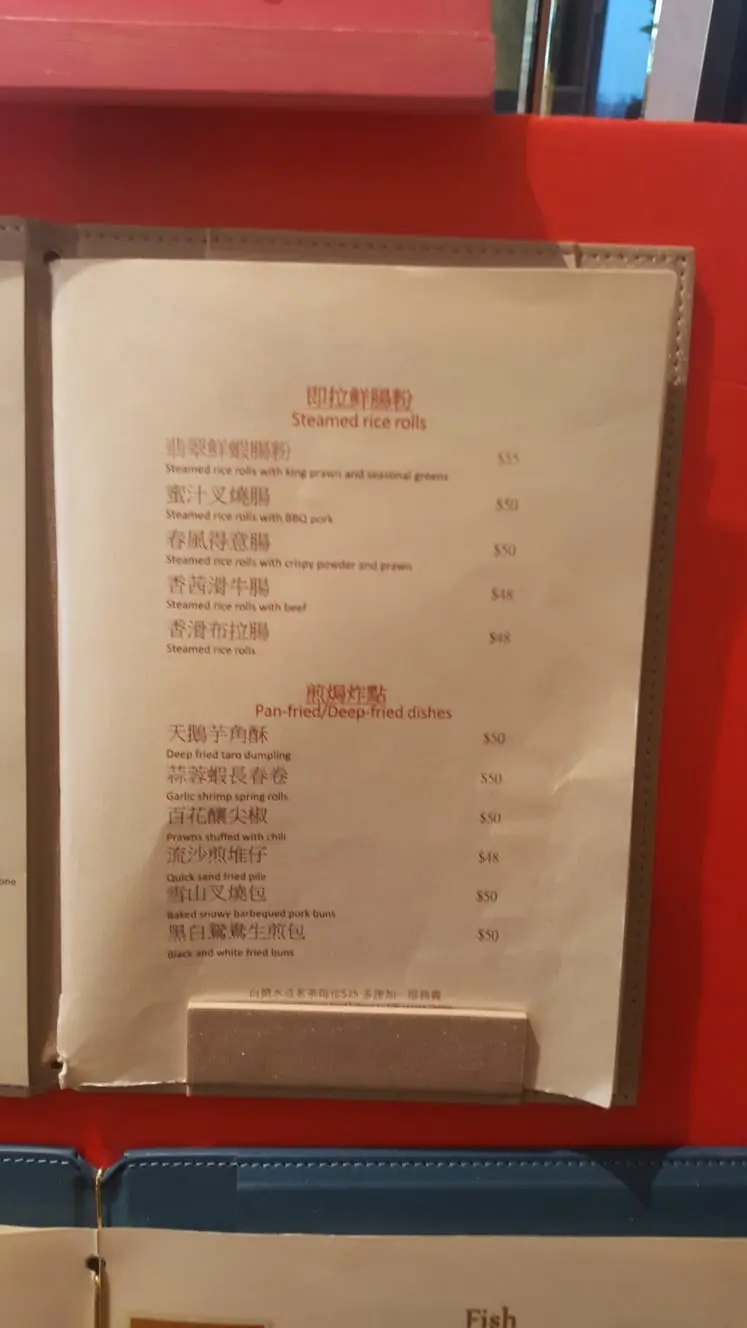 即拉鮮腸粉
Steamed rice rolls
翡翠鮮蝦腸粉 $55
Steamed rice rolls with king prawn and seasonal greens
蜜汁叉燒腸 $50
Steamed rice rolls with BBQ pork
春風得意腸 $50
Steamed rice rolls with crispy powder and prawn
香茜滑牛腸 $48
Steamed rice rolls with beef
香滑布拉腸 $48
Steamed rice rolls
煎焗炸點
Pan-fried/Deep-fried dishes
天鵝芋角酥 $50
Deep fried taro dumpling
蒜蓉蝦長春卷 $50
Garlic shrimp spring rolls
百花釀尖椒 $50
Prawns stuffed with chili
流沙煎堆仔 $48
Quick sand fried pile
雪山叉燒包 $50
Baked snowy barbequed pork buns
黑白鴛鴦生煎包 $50
Black and white fried buns
one
Fish